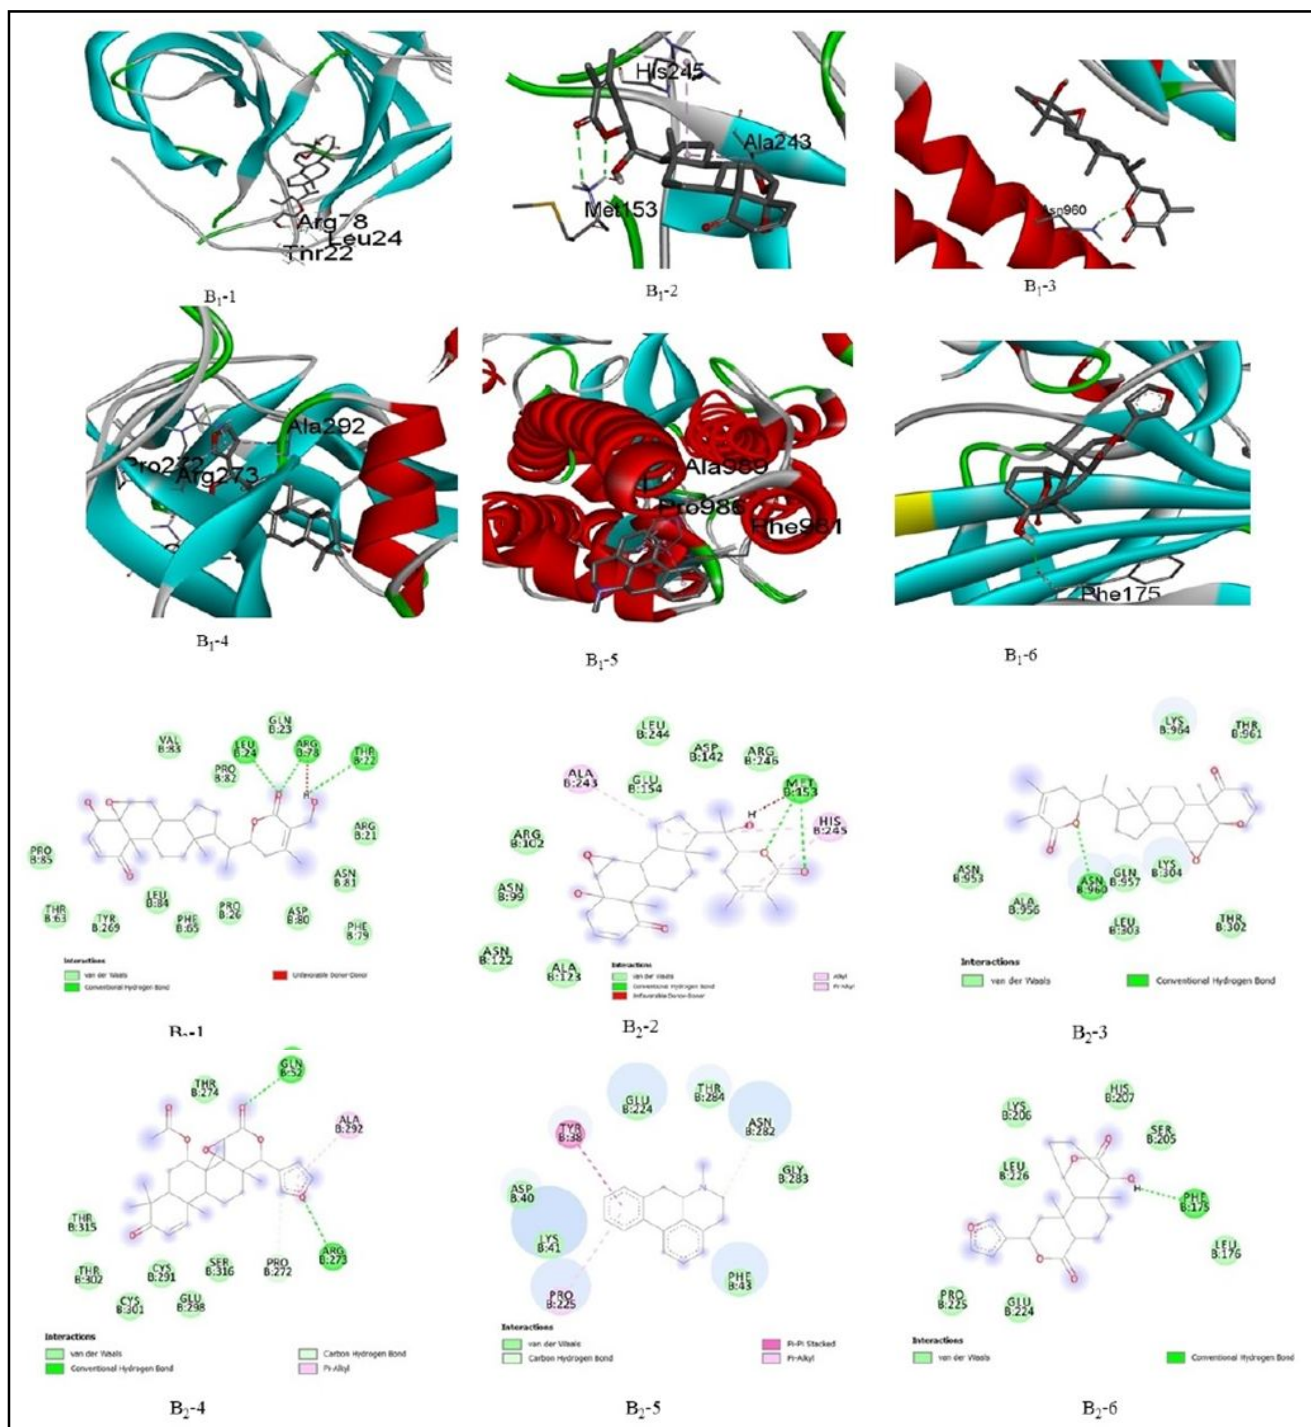 His245
Ala243
Met153
Asn960
Arg78
Leu24
Thr22
B1-1
B1-2
B1-3
Ala292
Pro272
Arg273
Ala989
Pro986
Phe981
Phe175
B1-4
B1-5
B1-6
GLN B:23
VAL B:83
LEU B:24
ARG B:78
THR B:22
PRO B:82
ARG B:21
PRO B:85
ASN B:81
THR B:63
TYR B:269
LEU B:84
PHE B:65
PRO B:26
ASP B:80
PHE B:79
Interactions
van der Waals
Conventional Hydrogen Bond
Unfavorable Donor-Donor
LEU B:244
ASP B:142
ARG B:246
ALA B:243
GLU B:154
MET B:153
HIS B:245
ARG B:102
ASN B:99
ASN B:122
ALA B:123
Interactions
van der Waals
Conventional Hydrogen Bond
Unfavorable Donor-Donor
Alkyl
Pi-Alkyl
LYS B:964
THR B:961
ASN B:953
ASN B:960
GLN B:957
LYS B:304
ALA B:956
LEU B:303
THR B:302
Interactions
van der Waals
Conventional Hydrogen Bond
B2-1
B2-2
B2-3
GLN B:52
THR B:274
ALA B:292
THR B:315
THR B:302
CYS B:291
SER B:316
PRO B:272
ARG B:273
CYS B:301
GLU B:298
Interactions
van der Waals
Conventional Hydrogen Bond
Carbon Hydrogen Bond
Pi-Alkyl
GLU B:224
THR B:284
TYR B:38
ASN B:282
GLY B:283
ASP B:40
LYS B:41
PHE B:43
PRO B:225
Interactions
van der Waals
Carbon Hydrogen Bond
Pi-Pi Stacked
Pi-Alkyl
LYS B:206
HIS B:207
SER B:205
LEU B:226
H
PHE B:175
LEU B:176
PRO B:225
GLU B:224
Interactions
van der Waals
Conventional Hydrogen Bond
B2-4
B2-5
B2-6